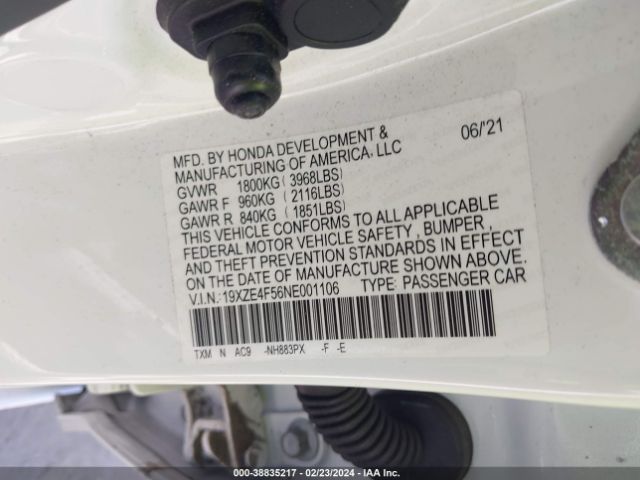 MFD. BY HONDA DEVELOPMENT & 06/'21
MANUFACTURING OF AMERICA, LLC
GVWR 1800KG( 3968LBS)
GAWR F 960KG ( 2116LBS)
GAWR R 840KG ( 1851LBS)
THIS VEHICLE CONFORMS TO ALL APPLICABLE
FEDERAL MOTOR VEHICLE SAFETY , BUMPER ,
AND THEFT PREVENTION STANDARDS IN EFFECT
ON THE DATE OF MANUFACTURE SHOWN ABOVE.
V.I.N.:19XZE4F56NE001106 TYPE: PASSENGER CAR
TXM N AC9 -NH883PX -F -E
000-38835217 - 02/23/2024 - IAA Inc.